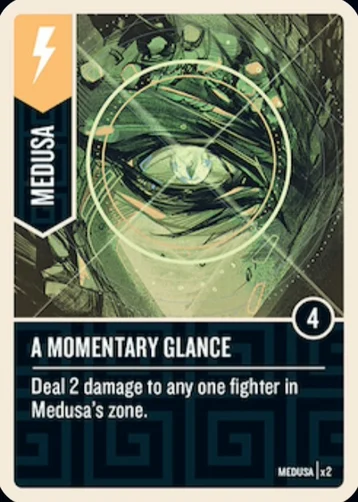 MEDUSA
4
A MOMENTARY GLANCE
Deal 2 damage to any one fighter in
Medusa's zone.
MEDUSA | x2